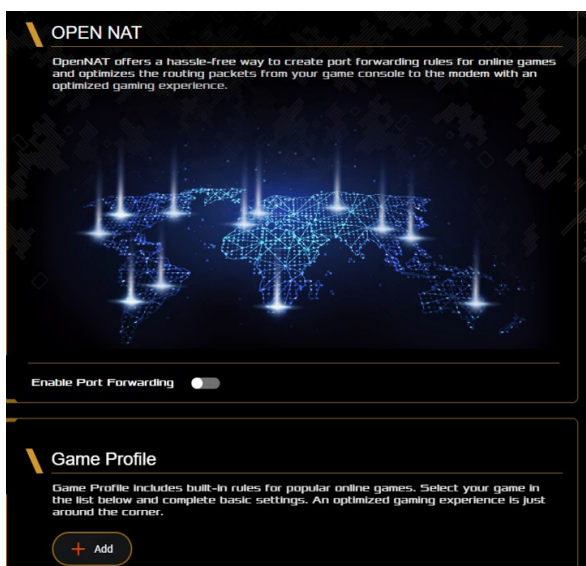 OPEN NAT
OpenNAT offers a hassle-free way to create port forwarding rules for online games
and optimizes the routing packets from your game console to the modem with an
optimized gaming experience.
Enable Port Forwarding
Game Profile
Game Profile includes built-in rules for popular online games. Select your game in
the list below and complete basic settings. An optimized gaming experience is just
around the corner.
Add